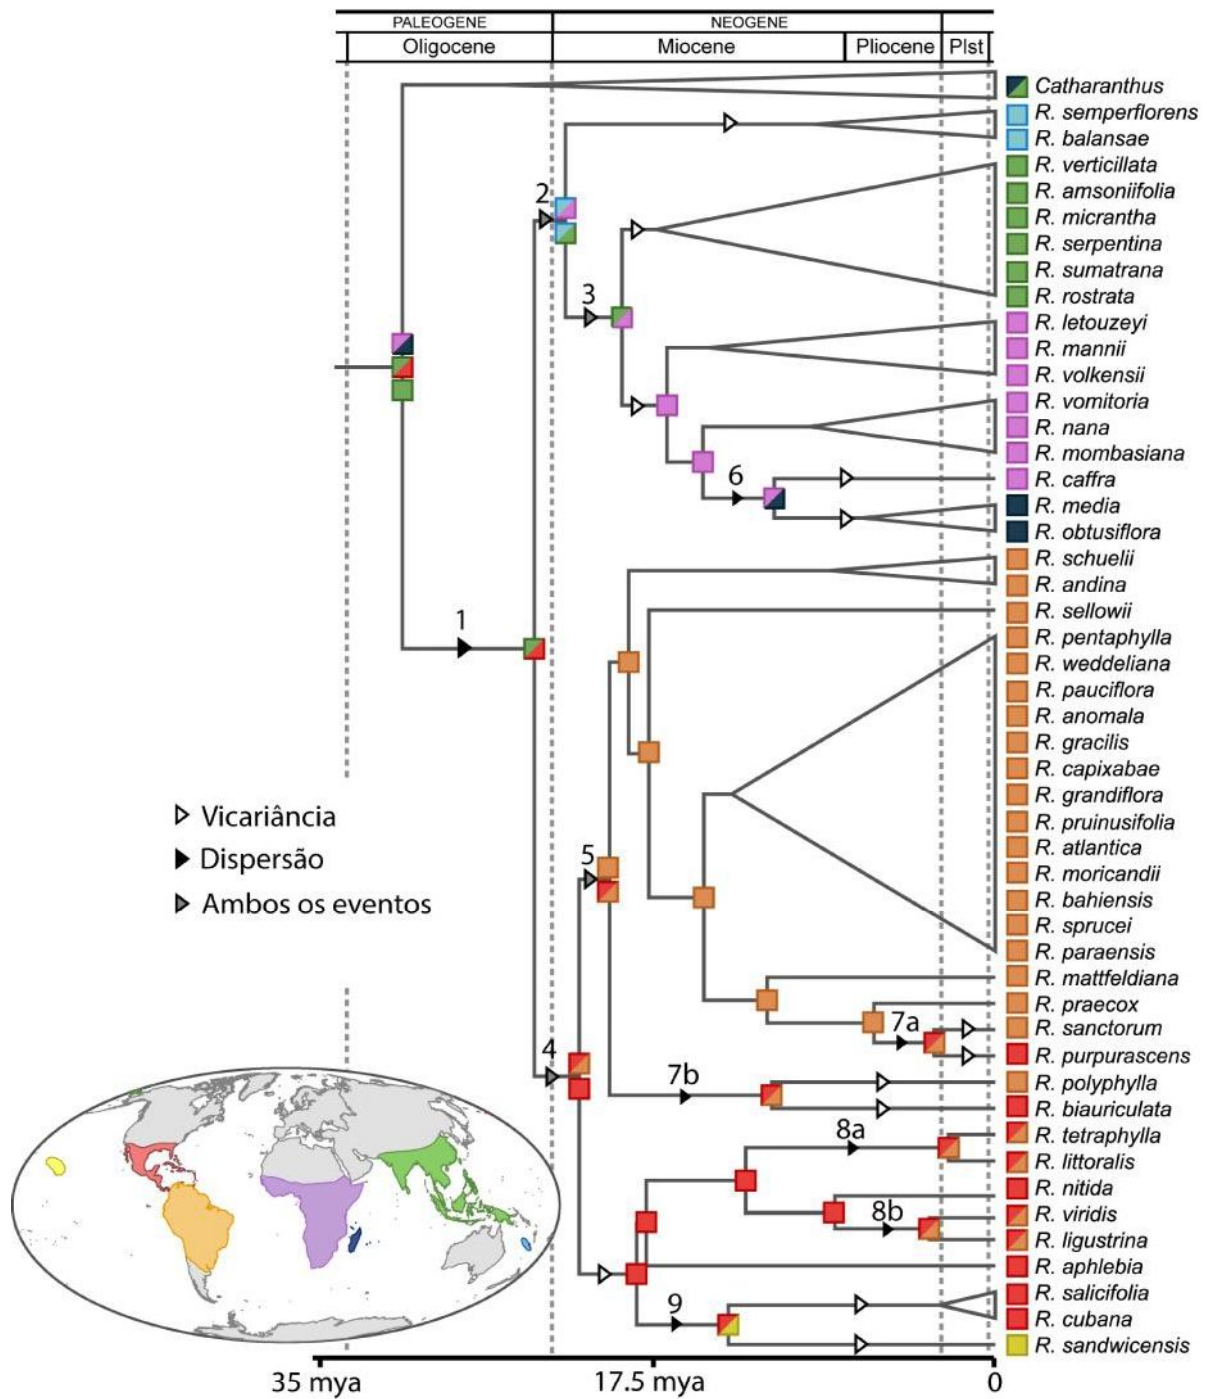 PALEOGENE NEOGENE
Oligocene Miocene Pliocene Plst
Catharanthus
R. semperflorens
R. balansae
R. verticillata
2 R. amsoniifolia
R. micrantha
R. serpentina
R. sumatrana
3 R. rostrata
R. letouzeyi
R. mannii
R. volkensii
R. vomitoria
R. nana
R. mombasiana
6 R. caffra
R. media
R. obtusiflora
R. schuelii
R. andina
1 R. sellowii
R. pentaphylla
R. weddeliana
R. pauciflora
R. anomala
R. gracilis
R. capixabae
R. grandiflora
Vicariância R. pruinusifolia
Dispersão 5 R. atlantica
R. moricandii
Ambos os eventos R. bahiensis
R. sprucei
R. paraensis
R. mattfeldiana
R. praecox
7a R. sanctorum
4 R. purpurascens
7b R. polyphylla
R. biauriculata
8a R. tetraphylla
R. littoralis
R. nitida
8b R. viridis
R. ligustrina
R. aphlebia
9 R. salicifolia
R. cubana
R. sandwicensis
35 mya 17.5 mya 0